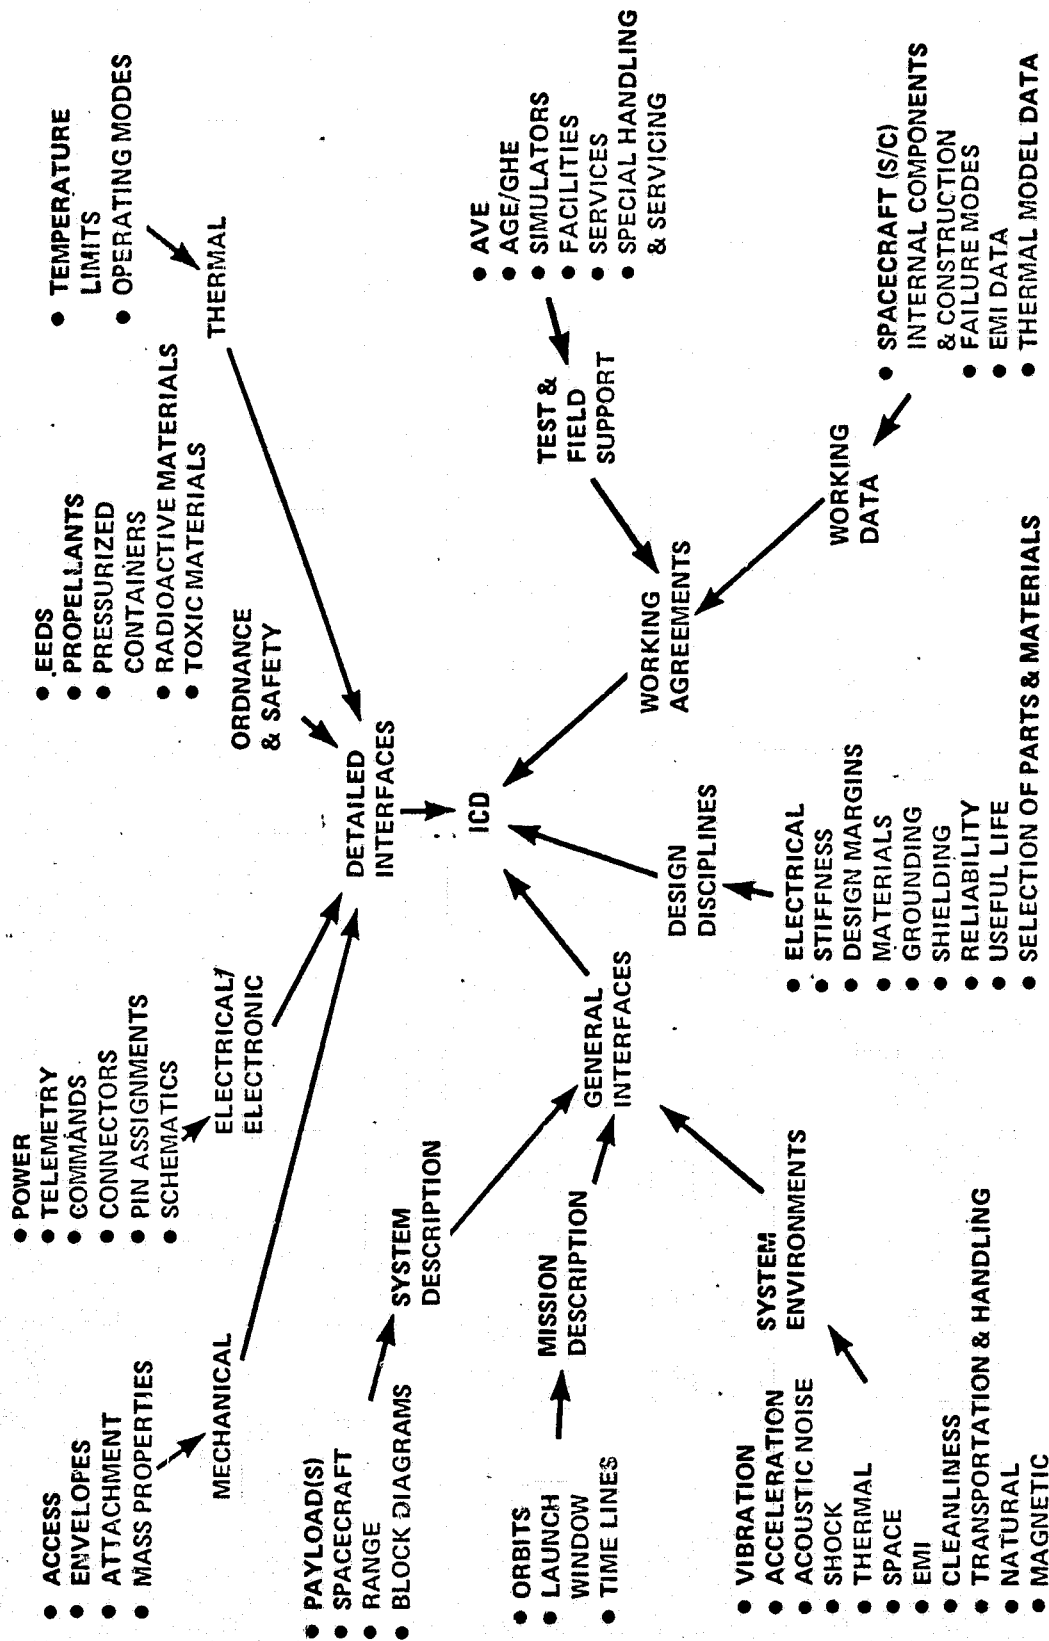 • ACCESS
• ENVELOPES
• ATTACHMENT
• MASS PROPERTIES
MECHANICAL
• POWER
• TELEMETRY
• COMMANDS
• CONNECTORS
• PIN ASSIGNMENTS
• SCHEMATICS
ELECTRICAL/
ELECTRONIC
• EEDS
• PROPELLANTS
• PRESSURIZED
CONTAINERS
• RADIOACTIVE MATERIALS
• TOXIC MATERIALS
ORDNANCE
& SAFETY
• TEMPERATURE
LIMITS
• OPERATING MODES
THERMAL
DETAILED
INTERFACES
ICD
• PAYLOAD(S)
• SPACECRAFT
• RANGE
• BLOCK DIAGRAMS
SYSTEM
DESCRIPTION
• ORBITS
• LAUNCH
WINDOW
• TIME LINES
MISSION
DESCRIPTION
GENERAL
INTERFACES
• VIBRATION
• ACCELERATION
• ACOUSTIC NOISE
• SHOCK
• THERMAL
• SPACE
• EMI
• CLEANLINESS
• TRANSPORTATION & HANDLING
• NATURAL
• MAGNETIC
SYSTEM
ENVIRONMENTS
DESIGN
DISCIPLINES
• ELECTRICAL
• STIFFNESS
• DESIGN MARGINS
• MATERIALS
• GROUNDING
• SHIELDING
• RELIABILITY
• USEFUL LIFE
• SELECTION OF PARTS & MATERIALS
WORKING
AGREEMENTS
TEST &
FIELD
SUPPORT
• AVE
• AGE/GHE
• SIMULATORS
• FACILITIES
• SERVICES
• SPECIAL HANDLING
& SERVICING
WORKING
DATA
• SPACECRAFT (S/C)
INTERNAL COMPONENTS
& CONSTRUCTION
• FAILURE MODES
• EMI DATA
• THERMAL MODEL DATA